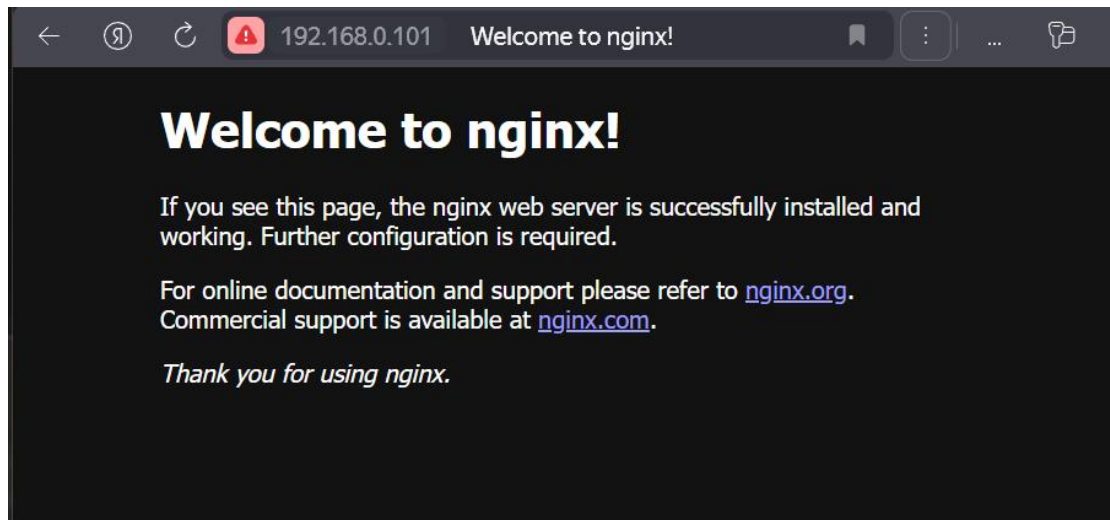 Я 192.168.0.101 Welcome to nginx! ...
Welcome to nginx!
If you see this page, the nginx web server is successfully installed and
working. Further configuration is required.
For online documentation and support please refer to nginx.org.
Commercial support is available at nginx.com.
Thank you for using nginx.